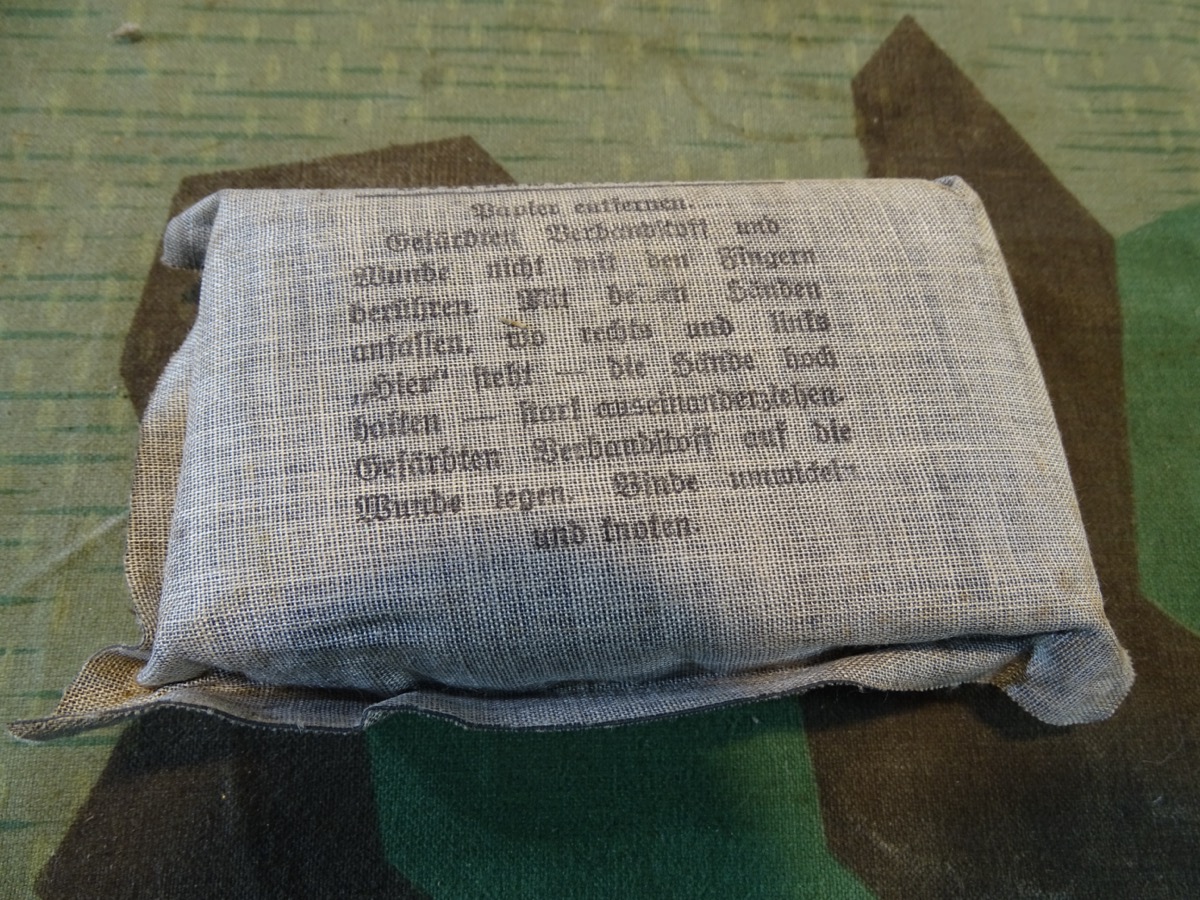 Papier entfernen.
Gefärbten Verbandstoff und
Wunde nicht mit den Fingern
berühren. Mit beiden Händen
anfassen, wo rechts und links
„Hier“ steht — die Hände hoch
halten — stark auseinanderziehen.
Gefärbten Verbandstoff auf die
Wunde legen. Binde umwickeln
und knoten.